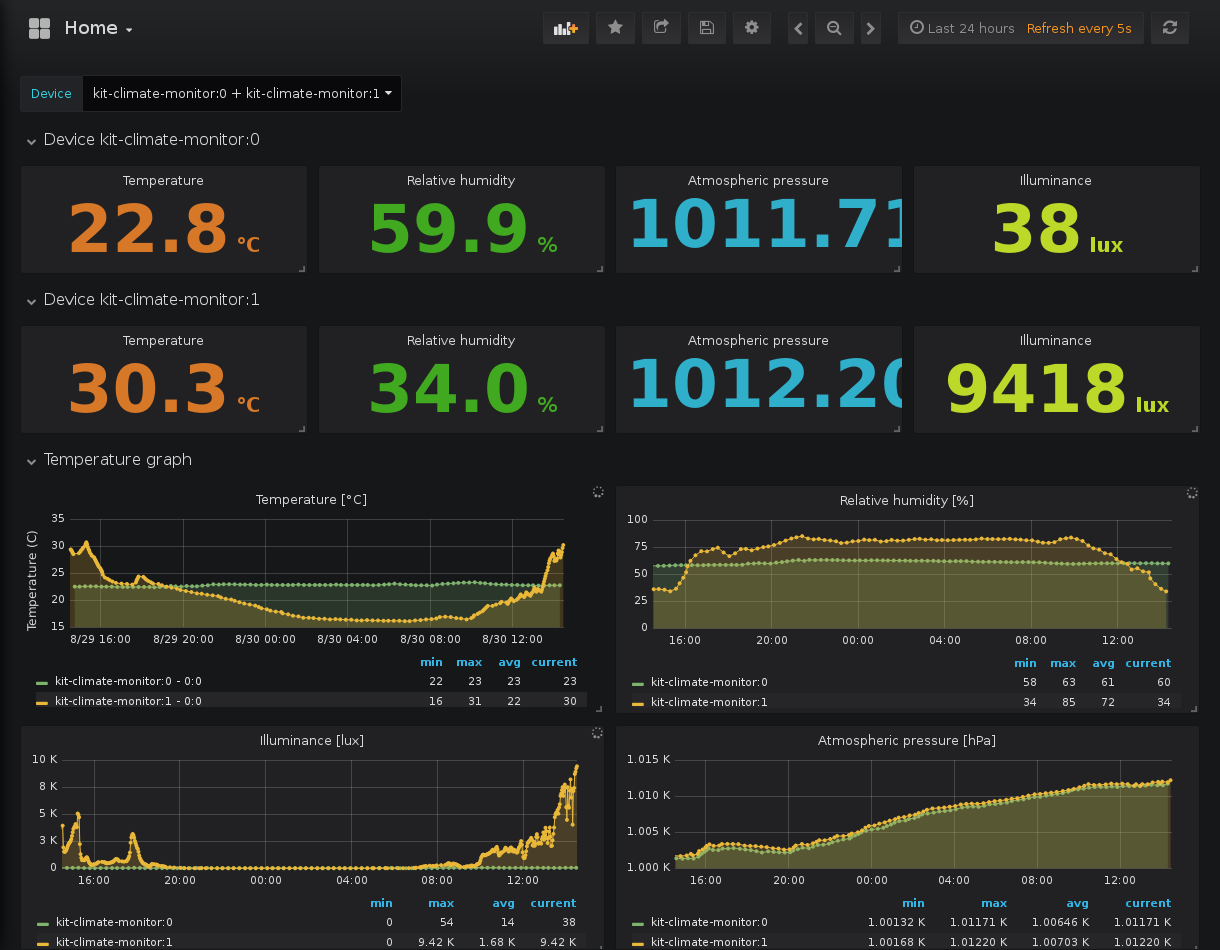 Home
Last 24 hours Refresh every 5s
Device kit-climate-monitor:0 + kit-climate-monitor:1
Device kit-climate-monitor:0
Temperature Relative humidity Atmospheric pressure Illuminance
22.8 °C 59.9 % 1011.71 38 lux
Device kit-climate-monitor:1
Temperature Relative humidity Atmospheric pressure Illuminance
30.3 °C 34.0 % 1012.20 9418 lux
Temperature graph
Temperature [°C]
Temperature (C)
35
30
25
20
15
8/29 16:00 8/29 20:00 8/30 00:00 8/30 04:00 8/30 08:00 8/30 12:00
min max avg current
kit-climate-monitor:0 - 0:0 22 23 23 23
kit-climate-monitor:1 - 0:0 16 31 22 30
Relative humidity [%]
100
75
50
25
0
16:00 20:00 00:00 04:00 08:00 12:00
min max avg current
kit-climate-monitor:0 58 63 61 60
kit-climate-monitor:1 34 85 72 34
Illuminance [lux]
10 K
8 K
5 K
3 K
0
16:00 20:00 00:00 04:00 08:00 12:00
min max avg current
kit-climate-monitor:0 0 54 14 38
kit-climate-monitor:1 0 9.42 K 1.68 K 9.42 K
Atmospheric pressure [hPa]
1.015 K
1.010 K
1.005 K
1.000 K
16:00 20:00 00:00 04:00 08:00 12:00
min max avg current
kit-climate-monitor:0 1.00132 K 1.01171 K 1.00646 K 1.01171 K
kit-climate-monitor:1 1.00168 K 1.01220 K 1.00703 K 1.01220 K